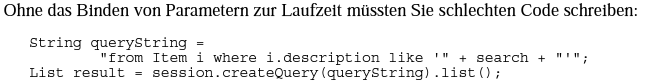 Ohne das Binden von Parametern zur Laufzeit müssten Sie schlechten Code schreiben:
String queryString =
"from Item i where i.description like '" + search + "'";
List result = session.createQuery(queryString).list();